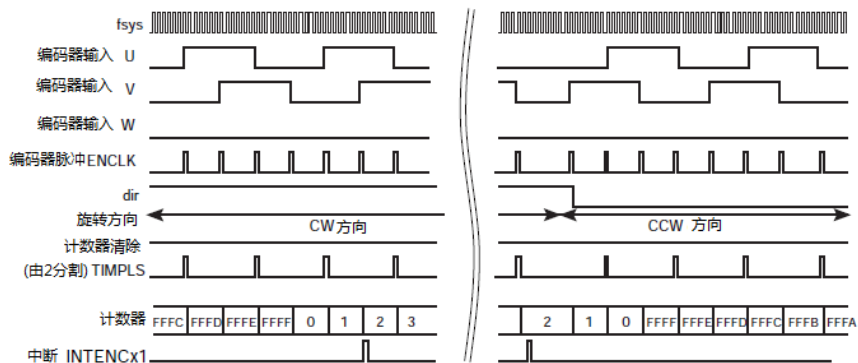 fsys
编码器输入 U
编码器输入 V
编码器输入 W
编码器脉冲ENCLK
dir
旋转方向 CW方向 CCW 方向
计数器清除
(由2分割) TIMPLS
计数器 FFFC FFFD FFFE FFFF 0 1 2 3 2 1 0 FFFF FFFE FFFD FFFC FFFB FFFA
中断 INTENCx1